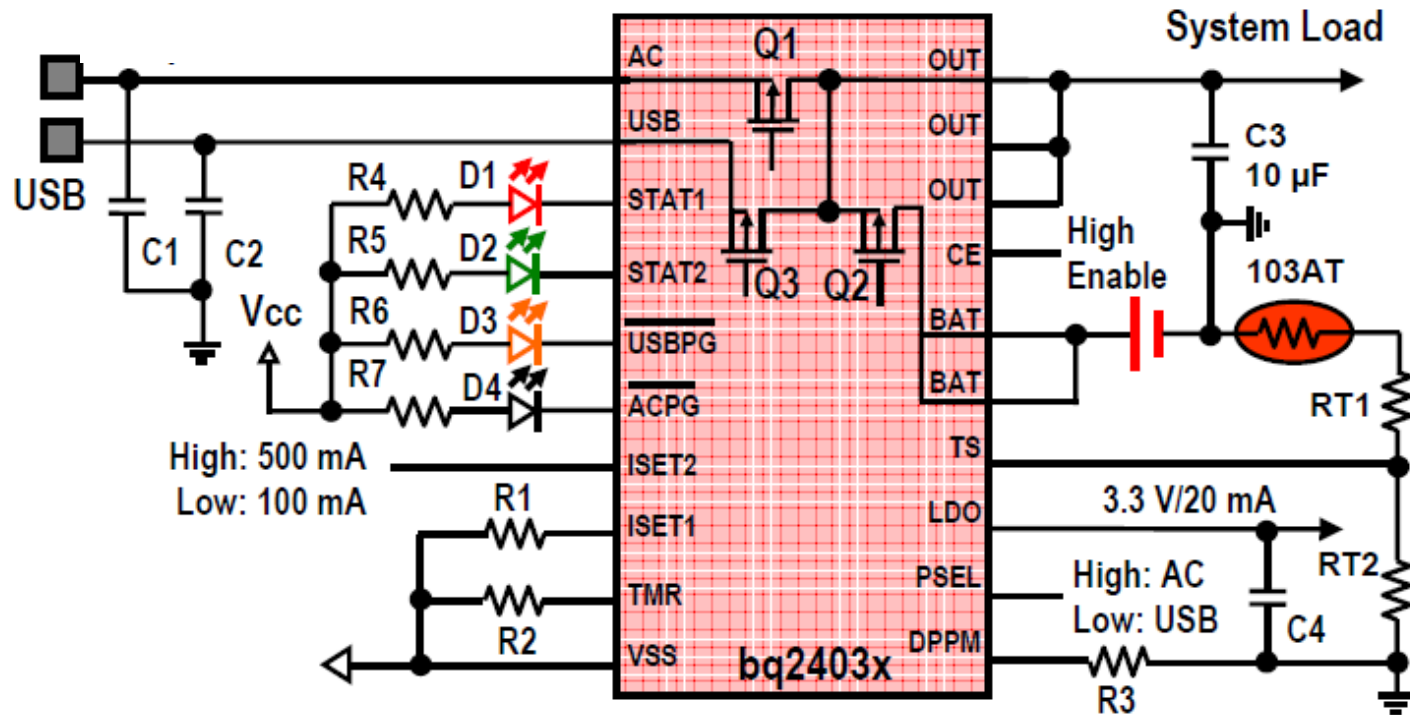 System Load
Q1
AC
OUT
USB
OUT
C3
10 µF
USB
R4
D1
STAT1
OUT
C1
C2
R5
D2
STAT2
Q3
Q2
CE
High
Enable
103AT
Vcc
R6
D3
USBPG
BAT
R7
D4
ACPG
BAT
RT1
High: 500 mA
Low: 100 mA
ISET2
TS
R1
ISET1
LDO
3.3 V/20 mA
RT2
TMR
R2
PSEL
High: AC
Low: USB
C4
VSS
bq2403x
DPPM
R3